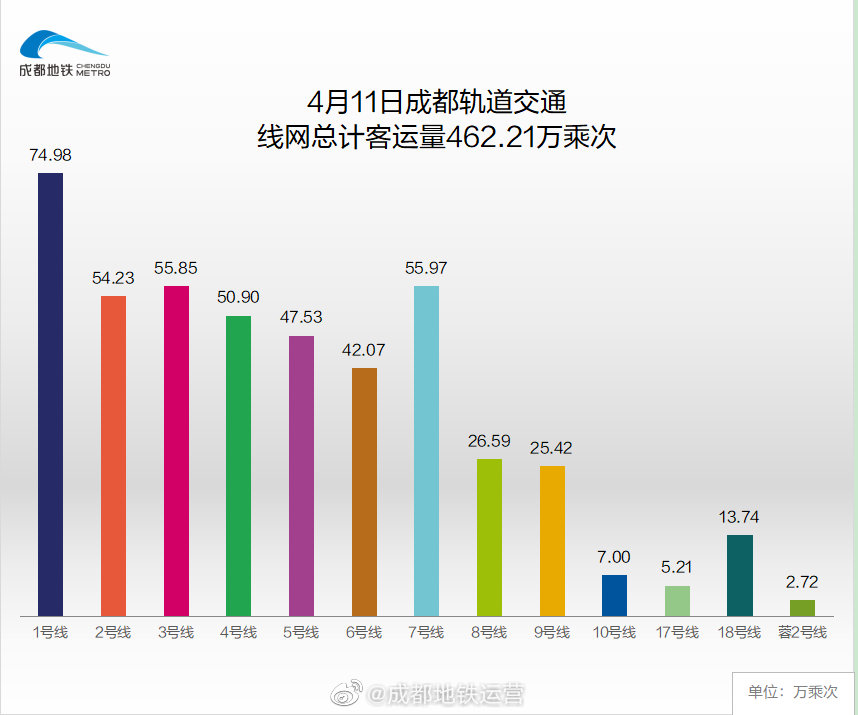 成都地铁 CHENGDU METRO
4月11日成都轨道交通
线网总计客运量462.21万乘次
74.98
54.23
55.85
50.90
47.53
42.07
55.97
26.59
25.42
7.00
5.21
13.74
2.72
1号线 2号线 3号线 4号线 5号线 6号线 7号线 8号线 9号线 10号线 17号线 18号线 蓉2号线
@成都地铁运营
单位：万乘次